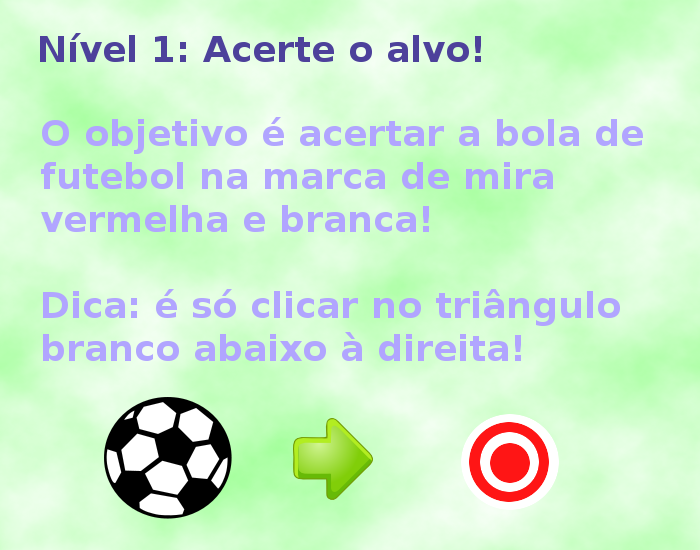 Nível 1: Acerte o alvo!
O objetivo é acertar a bola de
futebol na marca de mira
vermelha e branca!
Dica: é só clicar no triângulo
branco abaixo à direita!